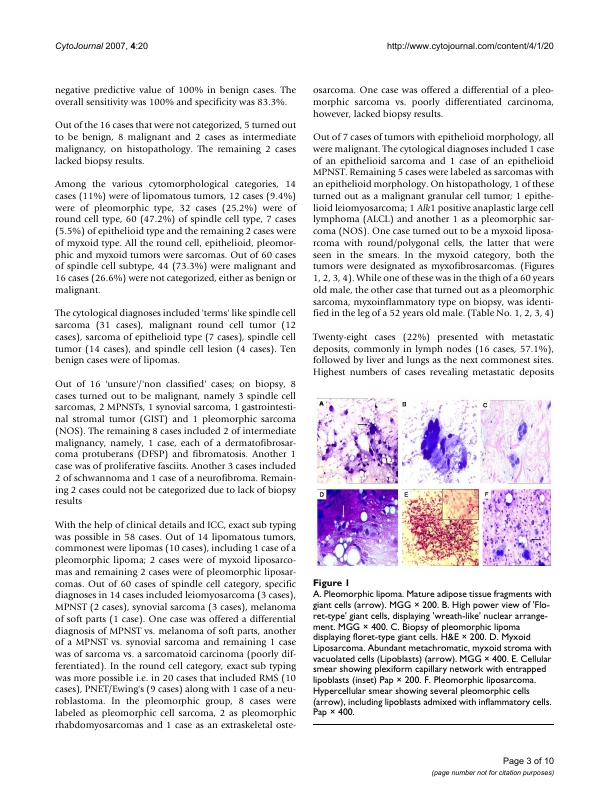 CytoJournal 2007, 4:20
http://www.cytojournal.com/content/4/1/20
negative predictive value of 100% in benign cases. The
overall sensitivity was 100% and specificity was 83.3%.
Out of the 16 cases that were not categorized, 5 turned out
to be benign, 8 malignant and 2 cases as intermediate
malignancy, on histopathology. The remaining 2 cases
lacked biopsy results.
Among the various cytomorphological categories, 14
cases (11%) were of lipomatous tumors, 12 cases (9.4%)
were of pleomorphic type, 32 cases (25.2%) were of
round cell type, 60 (47.2%) of spindle cell type, 7 cases
(5.5%) of epithelioid type and the remaining 2 cases were
of myxoid type. All the round cell, epithelioid, pleomor-
phic and myxoid tumors were sarcomas. Out of 60 cases
of spindle cell subtype, 44 (73.3%) were malignant and
16 cases (26.6%) were not categorized, either as benign or
malignant.
The cytological diagnoses included 'terms' like spindle cell
sarcoma (31 cases), malignant round cell tumor (12
cases), sarcoma of epithelioid type (7 cases), spindle cell
tumor (14 cases), and spindle cell lesion (4 cases). Ten
benign cases were of lipomas.
Out of 16 'unsure'/'non classified' cases; on biopsy, 8
cases turned out to be malignant, namely 3 spindle cell
sarcomas, 2 MPNSTs, 1 synovial sarcoma, 1 gastrointesti-
nal stromal tumor (GIST) and 1 pleomorphic sarcoma
(NOS). The remaining 8 cases included 2 of intermediate
malignancy, namely, 1 case, each of a dermatofibrosar-
coma protuberans (DFSP) and fibromatosis. Another 1
case was of proliferative fasciits. Another 3 cases included
2 of schwannoma and 1 case of a neurofibroma. Remain-
ing 2 cases could not be categorized due to lack of biopsy
results
With the help of clinical details and ICC, exact sub typing
was possible in 58 cases. Out of 14 lipomatous tumors,
commonest were lipomas (10 cases), including 1 case of a
pleomorphic lipoma; 2 cases were of myxoid liposarco-
mas and remaining 2 cases were of pleomorphic liposar-
comas. Out of 60 cases of spindle cell category, specific
diagnoses in 14 cases included leiomyosarcoma (3 cases),
MPNST (2 cases), synovial sarcoma (3 cases), melanoma
of soft parts (1 case). One case was offered a differential
diagnosis of MPNST vs. melanoma of soft parts, another
of a MPNST vs. synovial sarcoma and remaining 1 case
was of sarcoma vs. a sarcomatoid carcinoma (poorly dif-
ferentiated). In the round cell category, exact sub typing
was more possible i.e. in 20 cases that included RMS (10
cases), PNET/Ewing's (9 cases) along with 1 case of a neu-
roblastoma. In the pleomorphic group, 8 cases were
labeled as pleomorphic cell sarcoma, 2 as pleomorphic
rhabdomyosarcomas and 1 case as an extraskeletal oste-
osarcoma. One case was offered a differential of a pleo-
morphic sarcoma vs. poorly differentiated carcinoma,
however, lacked biopsy results.
Out of 7 cases of tumors with epithelioid morphology, all
were malignant. The cytological diagnoses included 1 case
of an epithelioid sarcoma and 1 case of an epithelioid
MPNST. Remaining 5 cases were labeled as sarcomas with
an epithelioid morphology. On histopathology, 1 of these
turned out as a malignant granular cell tumor; 1 epithe-
lioid leiomyosarcoma; 1 Alk1 positive anaplastic large cell
lymphoma (ALCL) and another 1 as a pleomorphic sar-
coma (NOS). One case turned out to be a myxoid liposa-
rcoma with round/polygonal cells, the latter that were
seen in the smears. In the myxoid category, both the
tumors were designated as myxofibrosarcomas. (Figures
1, 2, 3, 4). While one of these was in the thigh of a 60 years
old male, the other case that turned out as a pleomorphic
sarcoma, myxoinflammatory type on biopsy, was identi-
fied in the leg of a 52 years old male. (Table No. 1, 2, 3, 4)
Twenty-eight cases (22%) presented with metastatic
deposits, commonly in lymph nodes (16 cases, 57.1%),
followed by liver and lungs as the next commonest sites.
Highest numbers of cases revealing metastatic deposits
A B C
D E F
Figure 1
A. Pleomorphic lipoma. Mature adipose tissue fragments with
giant cells (arrow). MGG × 200. B. High power view of 'Flo-
ret-type' giant cells, displaying 'wreath-like' nuclear arrange-
ment. MGG × 400. C. Biopsy of pleomorphic lipoma
displaying floret-type giant cells. H&E × 200. D. Myxoid
Liposarcoma. Abundant metachromatic, myxoid stroma with
vacuolated cells (Lipoblasts) (arrow). MGG × 400. E. Cellular
smear showing plexiform capillary network with entrapped
lipoblasts (inset) Pap × 200. F. Pleomorphic liposarcoma.
Hypercellular smear showing several pleomorphic cells
(arrow), including lipoblasts admixed with inflammatory cells.
Pap × 400.
Page 3 of 10
(page number not for citation purposes)